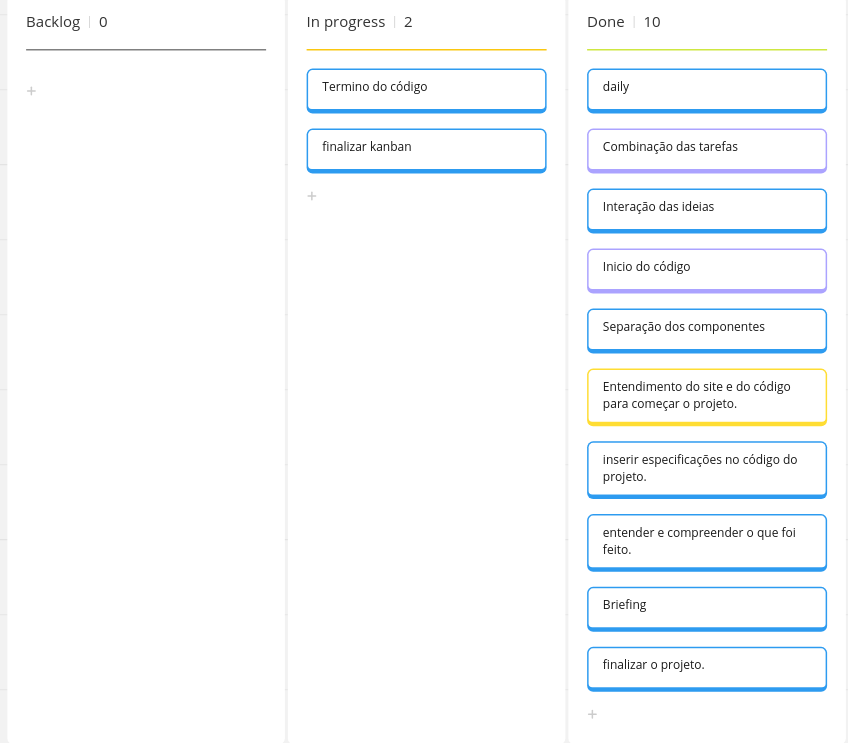 Backlog | 0
+
In progress | 2
Termino do código
finalizar kanban
+
Done | 10
daily
Combinação das tarefas
Interação das ideias
Inicio do código
Separação dos componentes
Entendimento do site e do código
para começar o projeto.
inserir especificações no código do
projeto.
entender e compreender o que foi
feito.
Briefing
finalizar o projeto.
+